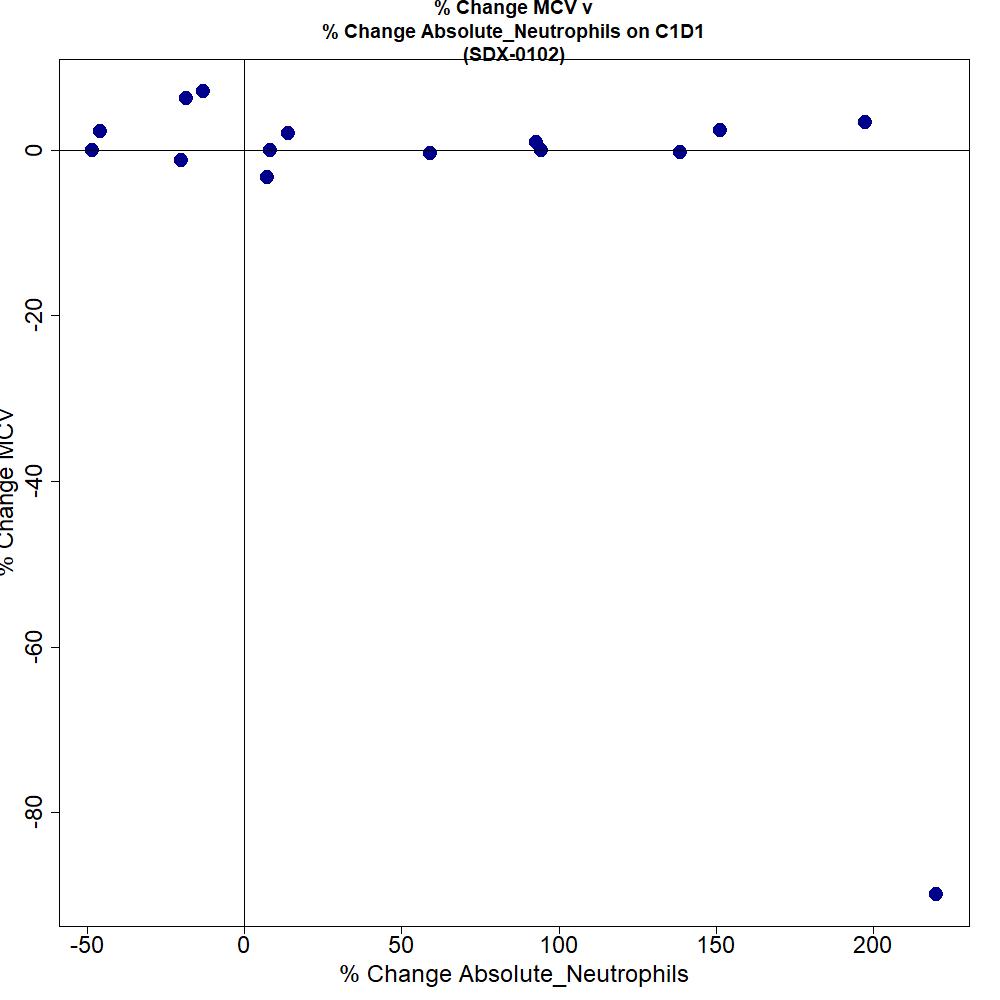 % Change MCV v
% Change Absolute_Neutrophils on C1D1
(SDX-0102)
% Change MCV
0
-20
-40
-60
-80
-50 0 50 100 150 200
% Change Absolute_Neutrophils